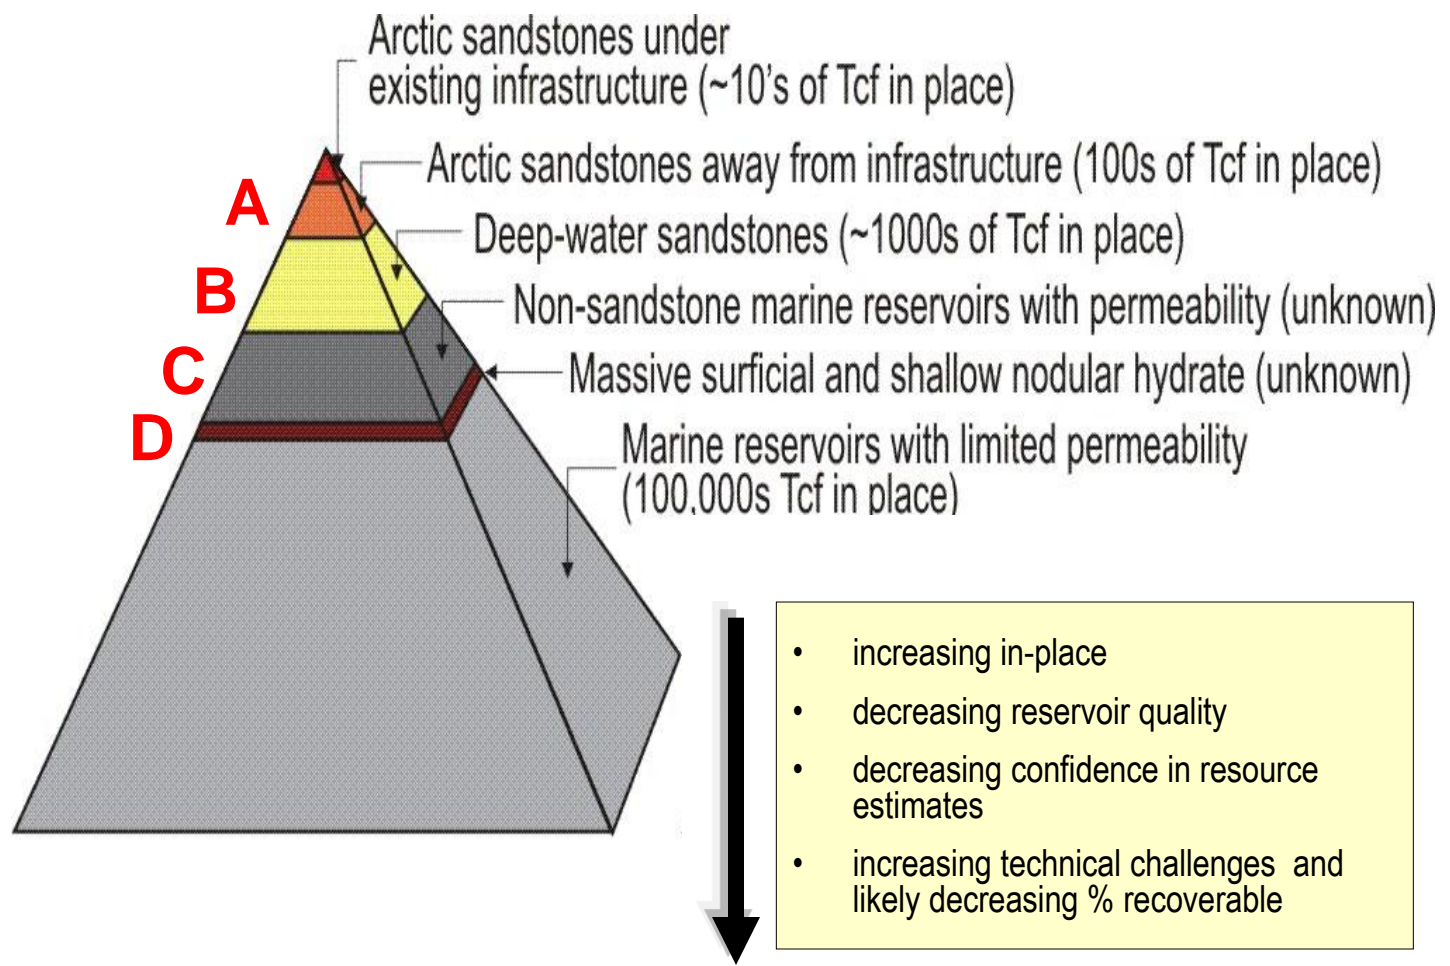 Arctic sandstones under
existing infrastructure (~10's of Tcf in place)
Arctic sandstones away from infrastructure (100s of Tcf in place)
A
Deep-water sandstones (~1000s of Tcf in place)
B
Non-sandstone marine reservoirs with permeability (unknown)
C
Massive surficial and shallow nodular hydrate (unknown)
D
Marine reservoirs with limited permeability
(100,000s Tcf in place)
• increasing in-place
• decreasing reservoir quality
• decreasing confidence in resource
estimates
• increasing technical challenges and
likely decreasing % recoverable